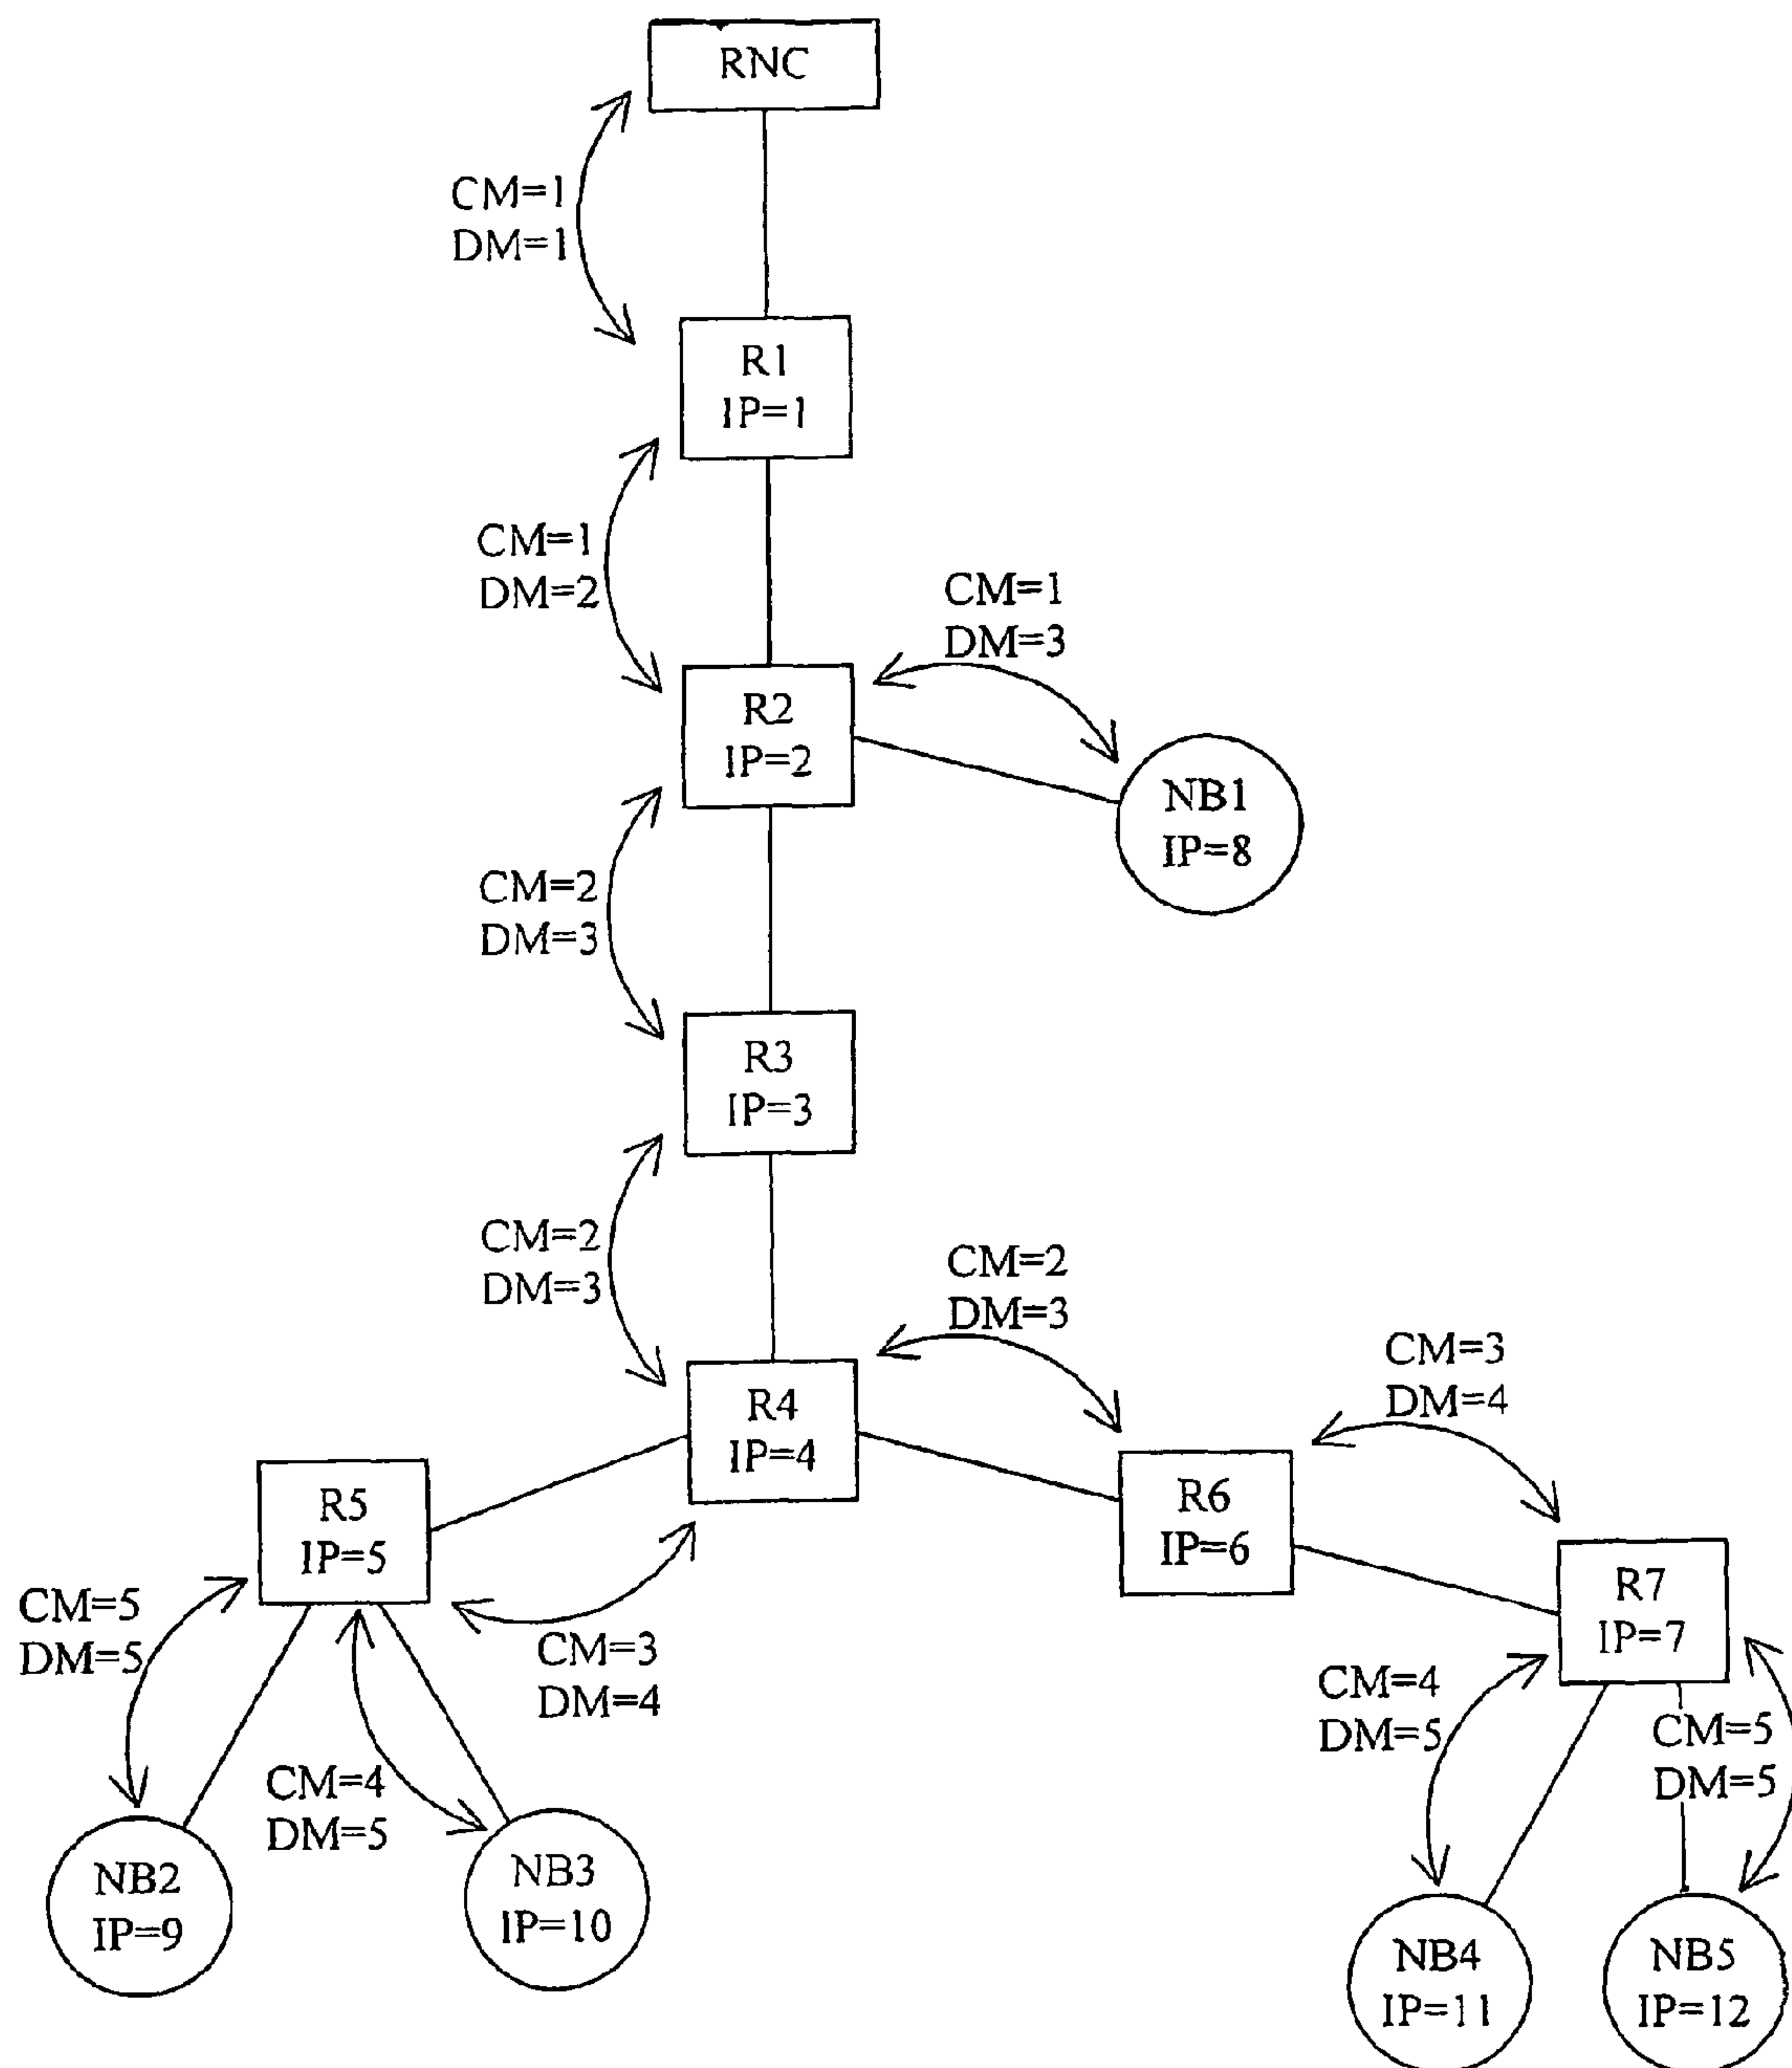 RNC
CM=1
DM=1
R1
IP=1
CM=1
DM=2
CM=1
DM=3
R2
IP=2
NB1
IP=8
CM=2
DM=3
R3
IP=3
CM=2
DM=3
CM=2
DM=3
CM=3
DM=4
R4
IP=4
R5
IP=5
R6
IP=6
R7
IP=7
CM=5
DM=5
CM=3
DM=4
CM=4
DM=5
CM=5
DM=5
CM=4
DM=5
NB2
IP=9
NB3
IP=10
NB4
IP=11
NB5
IP=12